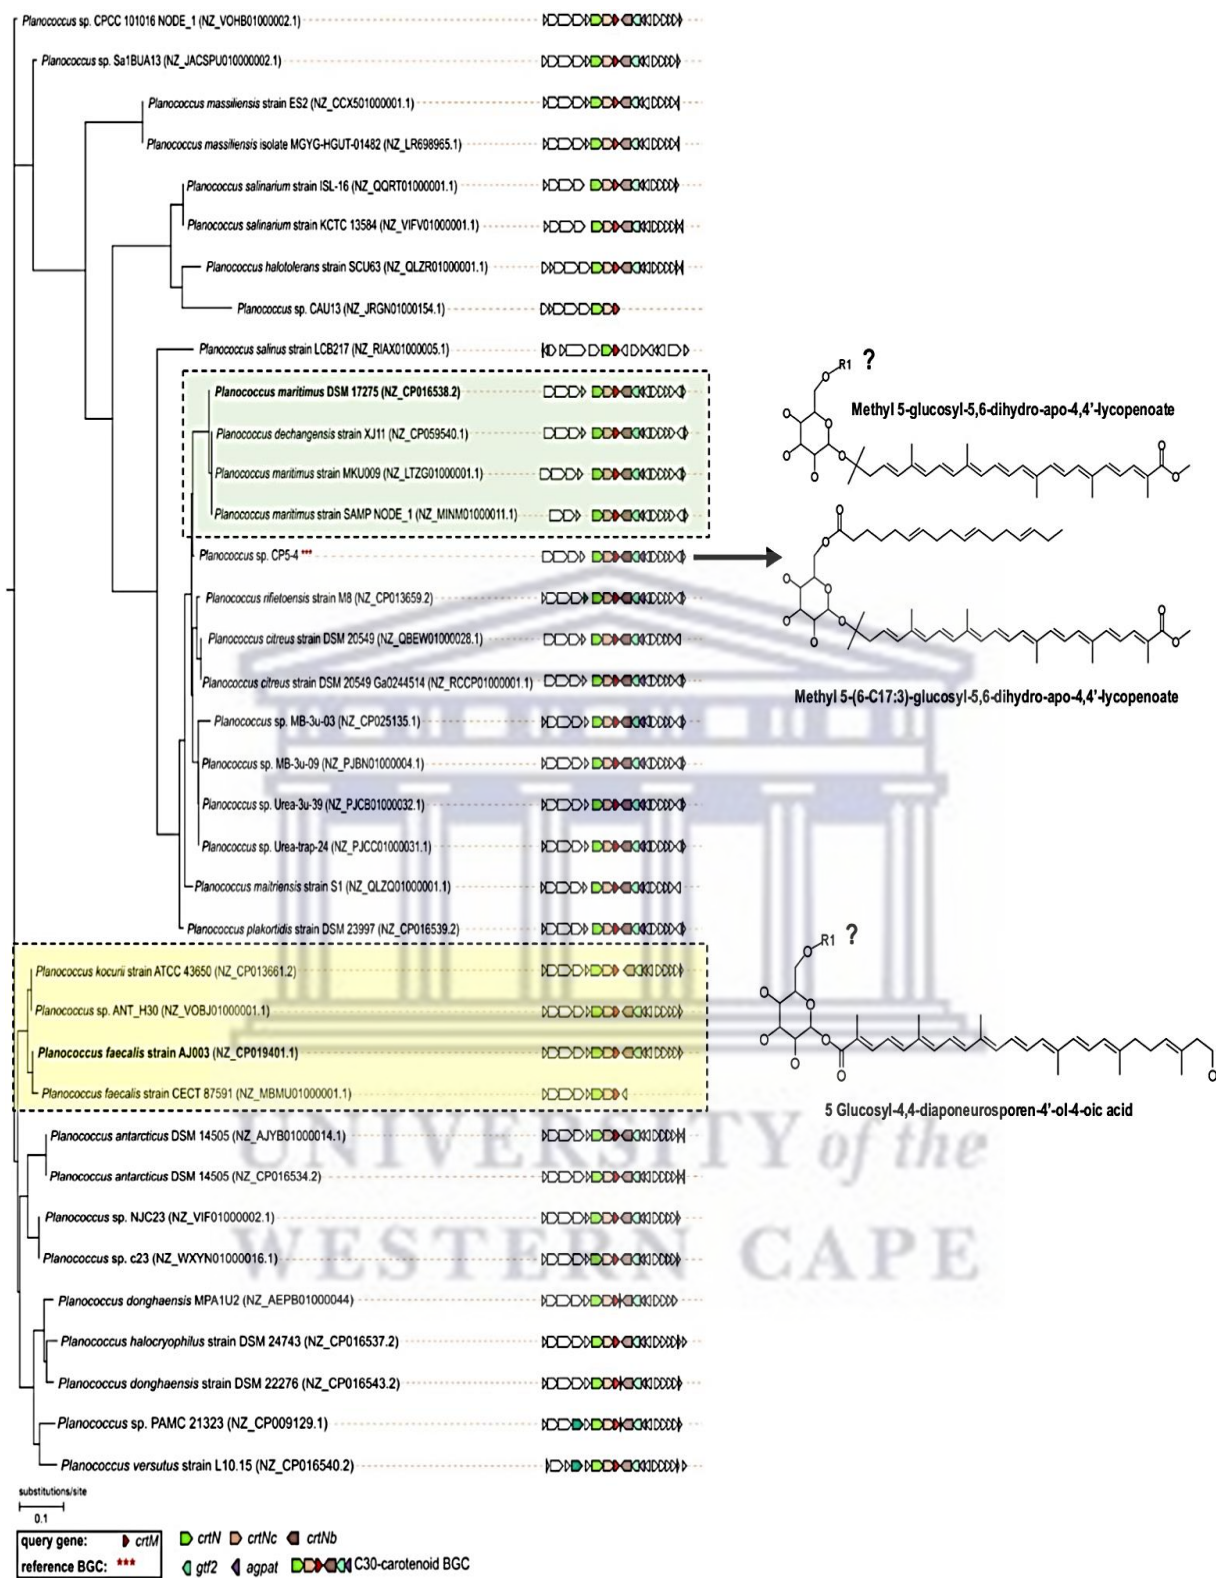 Planococcus sp. CPCC 101016 NODE_1 (NZ_VOHB01000002.1)
Planococcus sp. Sa1BUA13 (NZ_JACSPU010000002.1)
Planococcus massiliensis strain ES2 (NZ_CCX501000001.1)
Planococcus massiliensis isolate MGYG-HGUT-01482 (NZ_LR698965.1)
Planococcus salinarium strain ISL-16 (NZ_QQRT01000001.1)
Planococcus salinarium strain KCTC 13584 (NZ_VIFV01000001.1)
Planococcus halotolerans strain SCU63 (NZ_QLZR01000001.1)
Planococcus sp. CAU13 (NZ_JRGN01000154.1)
Planococcus salinus strain LCB217 (NZ_RIAX01000005.1)
Planococcus maritimus DSM 17275 (NZ_CP016538.2)
Planococcus dechangensis strain XJ11 (NZ_CP059540.1)
Planococcus maritimus strain MKU009 (NZ_LTZG01000001.1)
Planococcus maritimus strain SAMP NODE_1 (NZ_MINM01000011.1)
Planococcus sp. CP5-4 ***
Planococcus rifietoensis strain M8 (NZ_CP013659.2)
Planococcus citreus strain DSM 20549 (NZ_QBEW01000028.1)
Planococcus citreus strain DSM 20549 Ga0244514 (NZ_RCCP01000001.1)
Planococcus sp. MB-3u-03 (NZ_CP025135.1)
Planococcus sp. MB-3u-09 (NZ_PJBN01000004.1)
Planococcus sp. Urea-3u-39 (NZ_PJCB01000032.1)
Planococcus sp. Urea-trap-24 (NZ_PJCC01000031.1)
Planococcus maitriensis strain S1 (NZ_QLZQ01000001.1)
Planococcus plakortidis strain DSM 23997 (NZ_CP016539.2)
Planococcus kocurii strain ATCC 43650 (NZ_CP013661.2)
Planococcus sp. ANT_H30 (NZ_VOBJ01000001.1)
Planococcus faecalis strain AJ003 (NZ_CP019401.1)
Planococcus faecalis strain CECT 87591 (NZ_MBMU01000001.1)
Planococcus antarcticus DSM 14505 (NZ_AJYB01000014.1)
Planococcus antarcticus DSM 14505 (NZ_CP016534.2)
Planococcus sp. NJC23 (NZ_VIF01000002.1)
Planococcus sp. c23 (NZ_WXYN01000016.1)
Planococcus donghaensis MPA1U2 (NZ_AEPB01000044)
Planococcus halocryophilus strain DSM 24743 (NZ_CP016537.2)
Planococcus donghaensis strain DSM 22276 (NZ_CP016543.2)
Planococcus sp. PAMC 21323 (NZ_CP009129.1)
Planococcus versutus strain L10.15 (NZ_CP016540.2)
O-R1 ?
Methyl 5-glucosyl-5,6-dihydro-apo-4,4'-lycopenoate
Methyl 5-(6-C17:3)-glucosyl-5,6-dihydro-apo-4,4'-lycopenoate
O-R1 ?
5 Glucosyl-4,4-diaponeurosporen-4'-ol-4-oic acid
UNIVERSITY of the
WESTERN CAPE
substitutions/site
0.1
query gene: crtM
reference BGC: ***
crtN crtNc crtNb
gtf2 agpat C30-carotenoid BGC